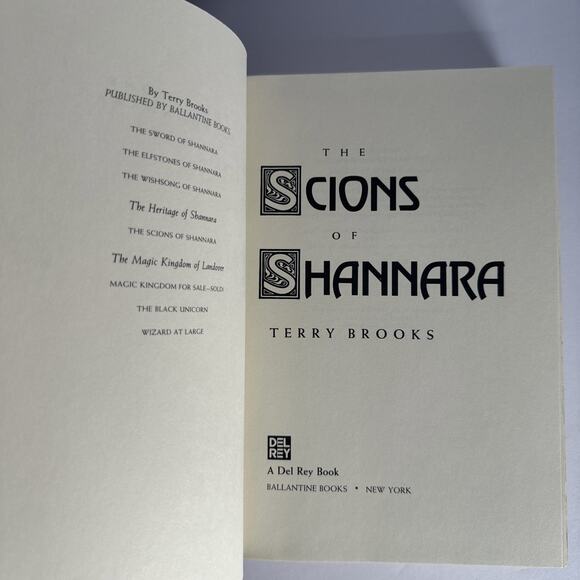 By Terry Brooks
PUBLISHED BY BALLANTINE BOOKS
THE SWORD OF SHANNARA
THE ELFSTONES OF SHANNARA
THE WISHSONG OF SHANNARA
The Heritage of Shannara
THE SCIONS OF SHANNARA
The Magic Kingdom of Landover
MAGIC KINGDOM FOR SALE—SOLD!
THE BLACK UNICORN
WIZARD AT LARGE
THE
SCIONS
OF
SHANNARA
TERRY BROOKS
DEL
REY
A Del Rey Book
BALLANTINE BOOKS • NEW YORK